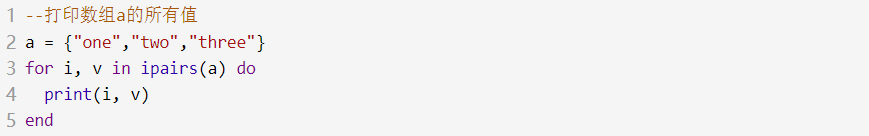 1 --打印数组a的所有值
2 a = {"one","two","three"}
3 for i, v in ipairs(a) do
4   print(i, v)
5 end